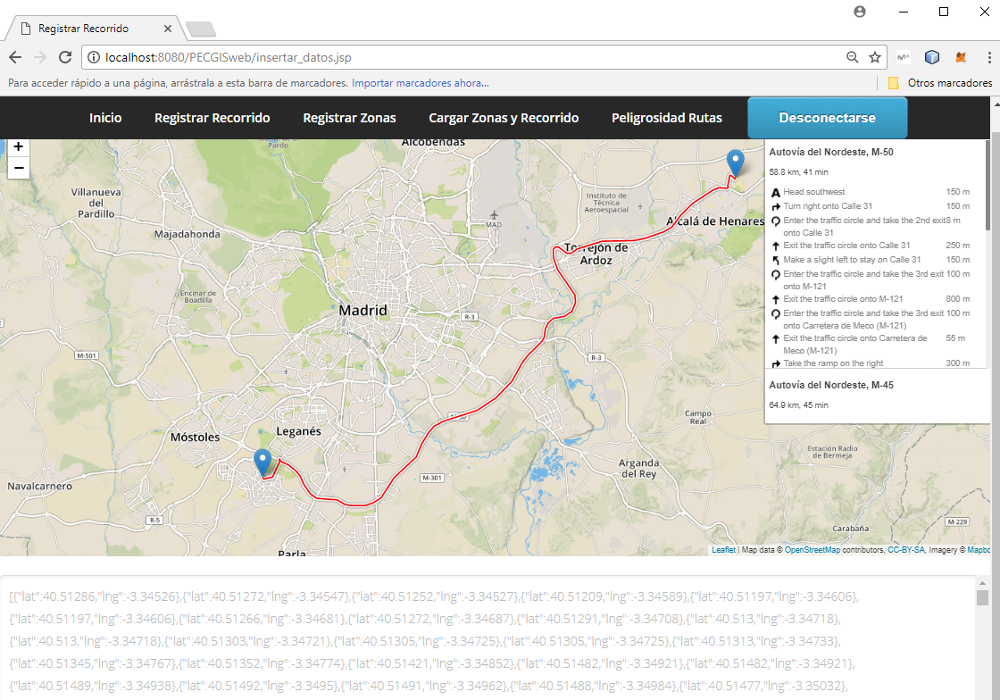 Registrar Recorrido
localhost:8080/PECGISweb/insertar_datos.jsp
Para acceder rápido a una página, arrástrala a esta barra de marcadores. Importar marcadores ahora...
Otros marcadores
Inicio
Registrar Recorrido
Registrar Zonas
Cargar Zonas y Recorrido
Peligrosidad Rutas
Desconectarse
+
−
Alcobendas
Villanueva
del
Pardillo
Majadahonda
Encinar de
Boadilla
Madrid
MAD
Instituto de
Técnica
Aeroespacial
Alcalá de Henares
Torrejón de
Ardoz
R-3
R-3
M-501
Leganés
Móstoles
Navalcarnero
R-5
Parla
M-301
Campo
Real
Arganda
del Rey
Estación Radio
de Bermeja
M-229
Carabaña
Autovía del Nordeste, M-50
58.8 km, 41 min
Head southwest 150 m
Turn right onto Calle 31 150 m
Enter the traffic circle and take the 2nd exit 8 m
onto Calle 31
Exit the traffic circle onto Calle 31 250 m
Make a slight left to stay on Calle 31 150 m
Enter the traffic circle and take the 3rd exit 100 m
onto M-121
Exit the traffic circle onto M-121 800 m
Enter the traffic circle and take the 3rd exit 100 m
onto Carretera de Meco (M-121)
Exit the traffic circle onto Carretera de 55 m
Meco (M-121)
Take the ramp on the right 300 m
Autovía del Nordeste, M-45
64.9 km, 45 min
Leaflet | Map data © OpenStreetMap contributors, CC-BY-SA, Imagery © Mapbo
[{"lat":40.51286,"lng":-3.34526},{"lat":40.51272,"lng":-3.34547},{"lat":40.51252,"lng":-3.34527},{"lat":40.51209,"lng":-3.34589},{"lat":40.51197,"lng":-3.34606},
{"lat":40.51197,"lng":-3.34606},{"lat":40.51266,"lng":-3.34681},{"lat":40.51272,"lng":-3.34687},{"lat":40.51291,"lng":-3.34708},{"lat":40.513,"lng":-3.34718},
{"lat":40.513,"lng":-3.34718},{"lat":40.51303,"lng":-3.34721},{"lat":40.51305,"lng":-3.34725},{"lat":40.51305,"lng":-3.34725},{"lat":40.51313,"lng":-3.34733},
{"lat":40.51345,"lng":-3.34767},{"lat":40.51352,"lng":-3.34774},{"lat":40.51421,"lng":-3.34852},{"lat":40.51482,"lng":-3.34921},{"lat":40.51482,"lng":-3.34921},
{"lat":40.51489,"lng":-3.34938},{"lat":40.51492,"lng":-3.3495},{"lat":40.51491,"lng":-3.34962},{"lat":40.51488,"lng":-3.34984},{"lat":40.51477,"lng":-3.35032},